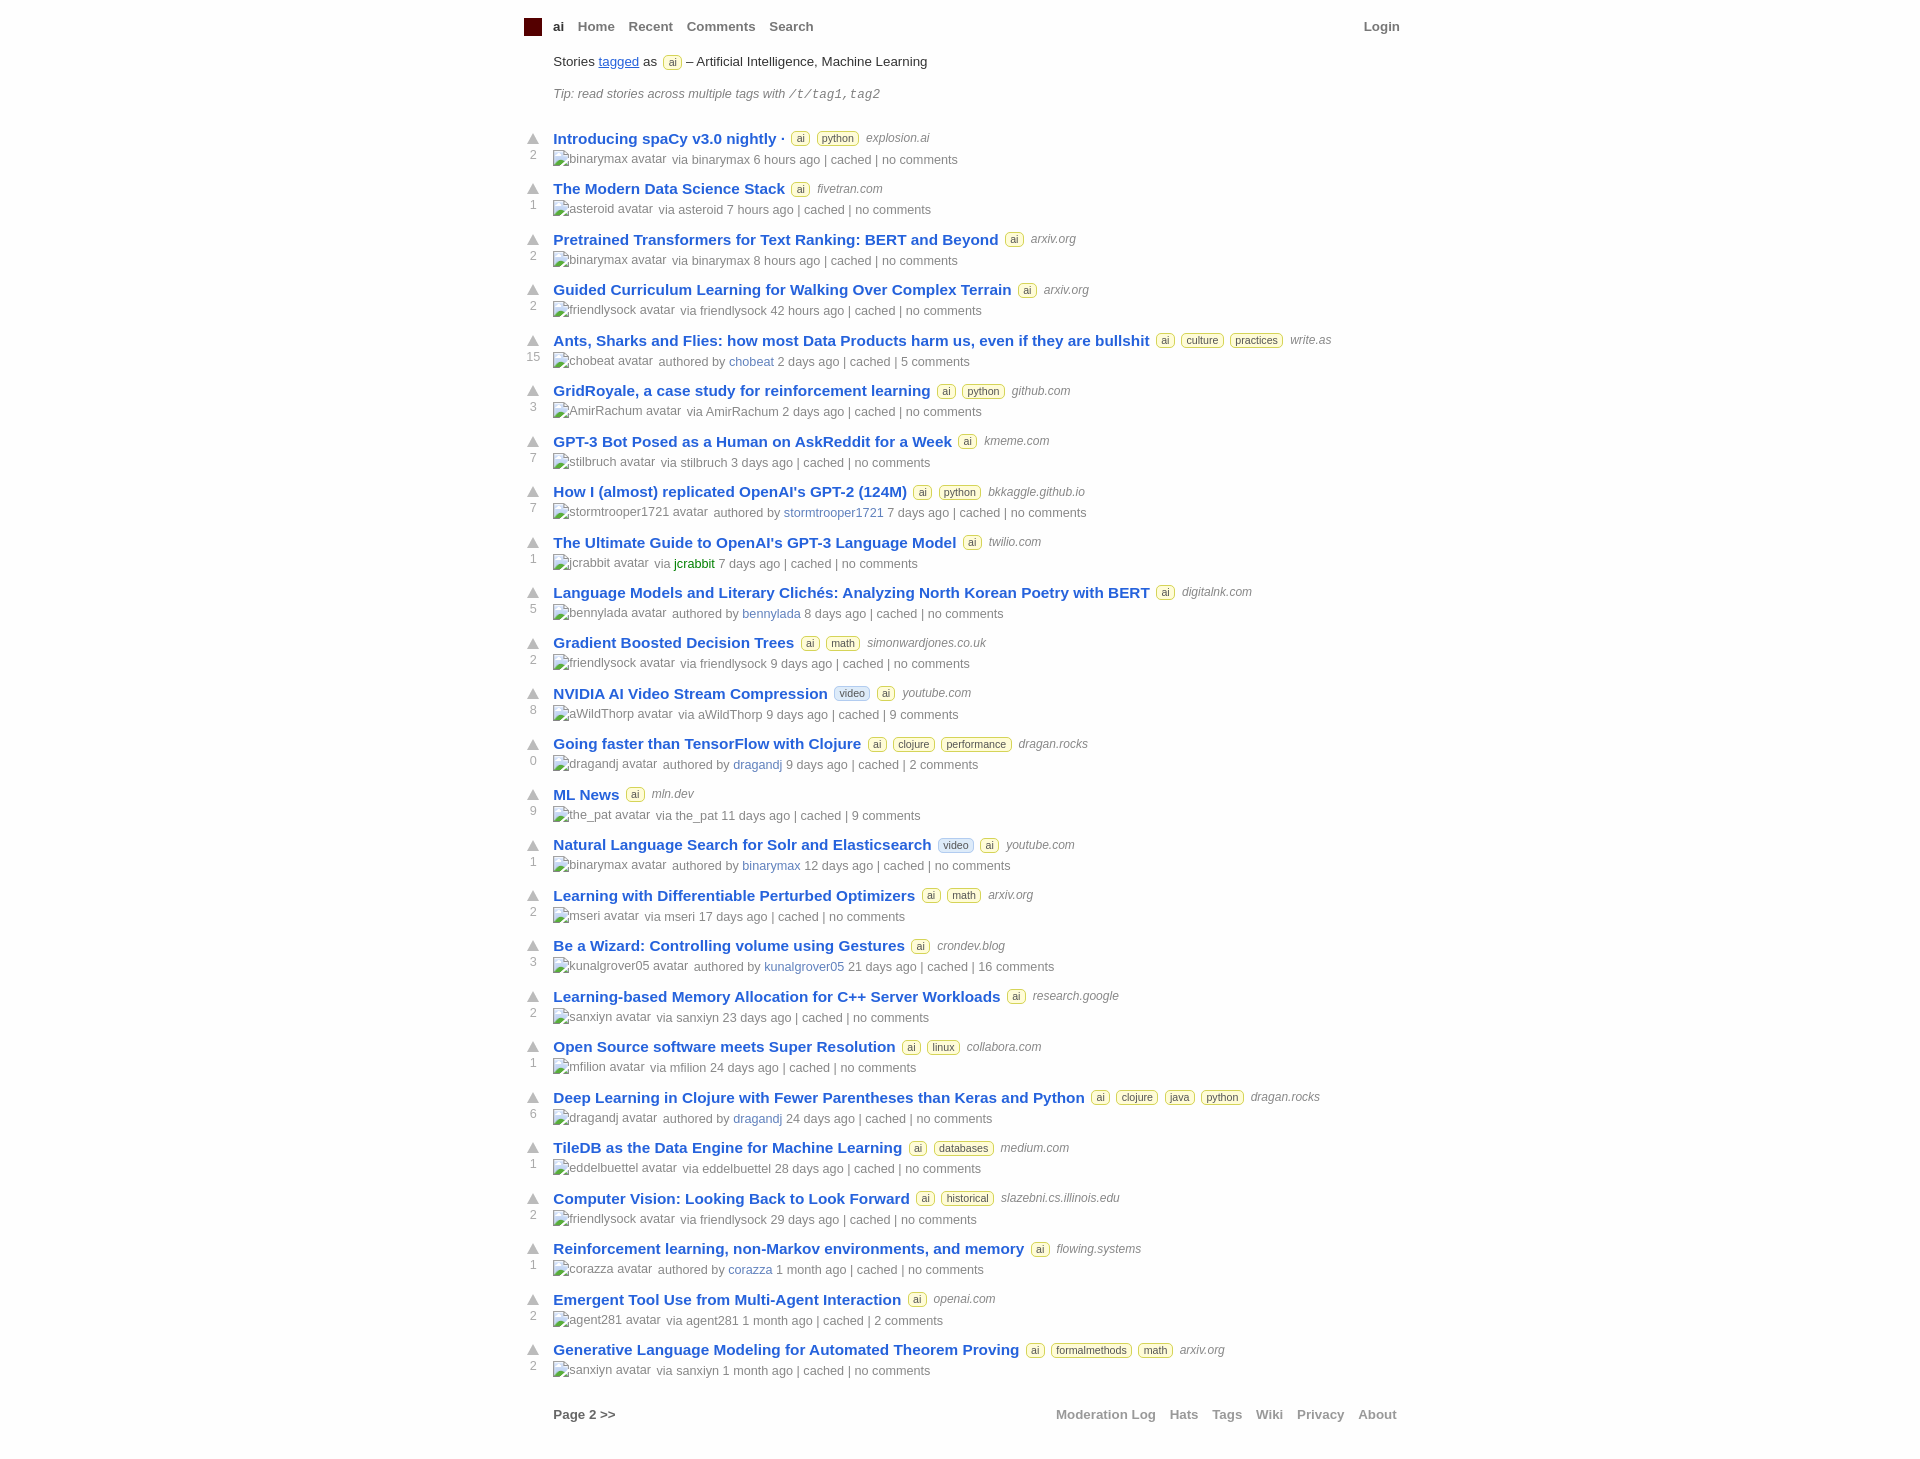 ai Home Recent Comments Search Login
Stories tagged as ai – Artificial Intelligence, Machine Learning
Tip: read stories across multiple tags with /t/tag1,tag2
Introducing spaCy v3.0 nightly · ai python explosion.ai
2 binarymax avatar via binarymax 6 hours ago | cached | no comments
The Modern Data Science Stack ai fivetran.com
1 asteroid avatar via asteroid 7 hours ago | cached | no comments
Pretrained Transformers for Text Ranking: BERT and Beyond ai arxiv.org
2 binarymax avatar via binarymax 8 hours ago | cached | no comments
Guided Curriculum Learning for Walking Over Complex Terrain ai arxiv.org
2 friendlysock avatar via friendlysock 42 hours ago | cached | no comments
Ants, Sharks and Flies: how most Data Products harm us, even if they are bullshit ai culture practices write.as
15 chobeat avatar authored by chobeat 2 days ago | cached | 5 comments
GridRoyale, a case study for reinforcement learning ai python github.com
3 AmirRachum avatar via AmirRachum 2 days ago | cached | no comments
GPT-3 Bot Posed as a Human on AskReddit for a Week ai kmeme.com
7 stilbruch avatar via stilbruch 3 days ago | cached | no comments
How I (almost) replicated OpenAI's GPT-2 (124M) ai python bkkaggle.github.io
7 stormtrooper1721 avatar authored by stormtrooper1721 7 days ago | cached | no comments
The Ultimate Guide to OpenAI's GPT-3 Language Model ai twilio.com
1 jcrabbit avatar via jcrabbit 7 days ago | cached | no comments
Language Models and Literary Clichés: Analyzing North Korean Poetry with BERT ai digitalnk.com
5 bennylada avatar authored by bennylada 8 days ago | cached | no comments
Gradient Boosted Decision Trees ai math simonwardjones.co.uk
2 friendlysock avatar via friendlysock 9 days ago | cached | no comments
NVIDIA AI Video Stream Compression video ai youtube.com
8 aWildThorp avatar via aWildThorp 9 days ago | cached | 9 comments
Going faster than TensorFlow with Clojure ai clojure performance dragan.rocks
0 dragandj avatar authored by dragandj 9 days ago | cached | 2 comments
ML News ai mln.dev
9 the_pat avatar via the_pat 11 days ago | cached | 9 comments
Natural Language Search for Solr and Elasticsearch video ai youtube.com
1 binarymax avatar authored by binarymax 12 days ago | cached | no comments
Learning with Differentiable Perturbed Optimizers ai math arxiv.org
2 mseri avatar via mseri 17 days ago | cached | no comments
Be a Wizard: Controlling volume using Gestures ai crondev.blog
3 kunalgrover05 avatar authored by kunalgrover05 21 days ago | cached | 16 comments
Learning-based Memory Allocation for C++ Server Workloads ai research.google
2 sanxiyn avatar via sanxiyn 23 days ago | cached | no comments
Open Source software meets Super Resolution ai linux collabora.com
1 mfilion avatar via mfilion 24 days ago | cached | no comments
Deep Learning in Clojure with Fewer Parentheses than Keras and Python ai clojure java python dragan.rocks
6 dragandj avatar authored by dragandj 24 days ago | cached | no comments
TileDB as the Data Engine for Machine Learning ai databases medium.com
1 eddelbuettel avatar via eddelbuettel 28 days ago | cached | no comments
Computer Vision: Looking Back to Look Forward ai historical slazebni.cs.illinois.edu
2 friendlysock avatar via friendlysock 29 days ago | cached | no comments
Reinforcement learning, non-Markov environments, and memory ai flowing.systems
1 corazza avatar authored by corazza 1 month ago | cached | no comments
Emergent Tool Use from Multi-Agent Interaction ai openai.com
2 agent281 avatar via agent281 1 month ago | cached | 2 comments
Generative Language Modeling for Automated Theorem Proving ai formalmethods math arxiv.org
2 sanxiyn avatar via sanxiyn 1 month ago | cached | no comments
Page 2 >> Moderation Log Hats Tags Wiki Privacy About